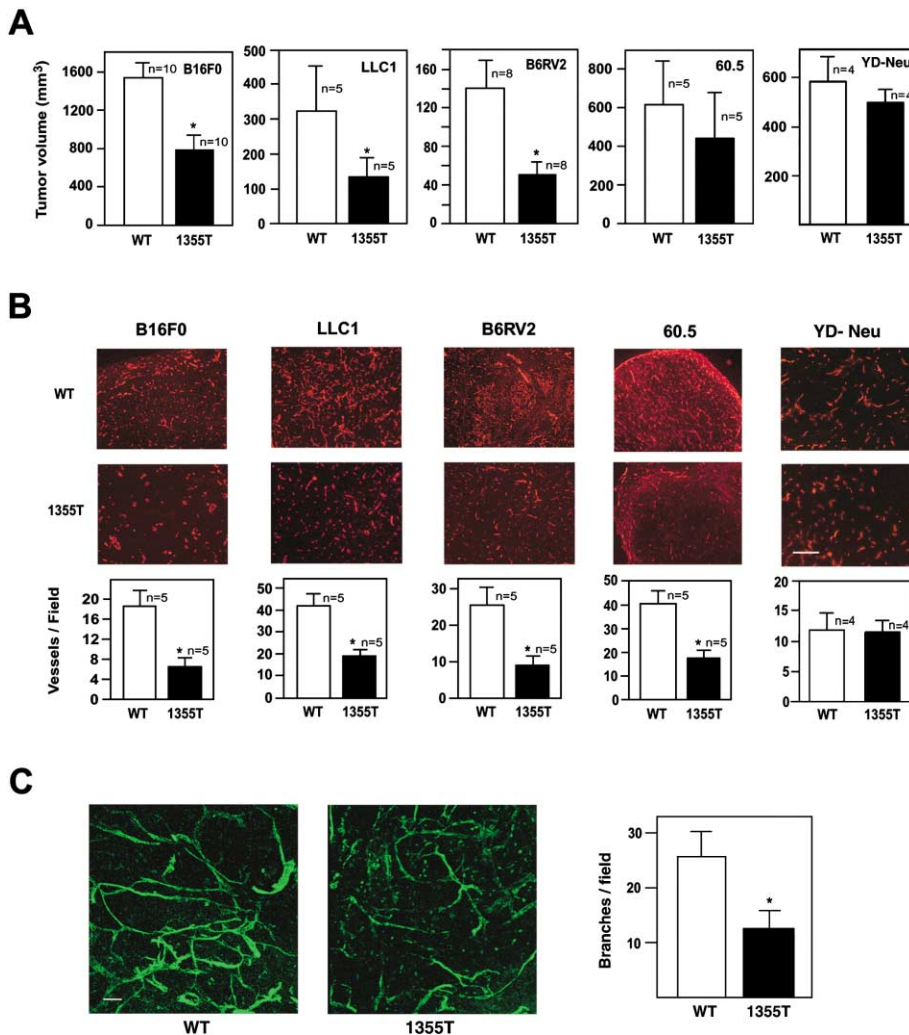 A
Tumor volume (mm³)
B16F0
1600
1200
800
400
0
n=10
*
n=10
WT 1355T
LLC1
500
400
300
200
100
0
n=5
*
n=5
WT 1355T
B6RV2
160
120
80
40
0
n=8
*
n=8
WT 1355T
60.5
800
600
400
200
0
n=5
n=5
WT 1355T
YD-Neu
600
400
200
n=4
n=4
WT 1355T
B
B16F0 LLC1 B6RV2 60.5 YD- Neu
WT
1355T
Vessels / Field
20
16
12
8
4
0
n=5
* n=5
WT 1355T
50
40
30
20
10
0
n=5
* n=5
WT 1355T
30
20
10
0
n=5
* n=5
WT 1355T
50
40
30
20
10
0
n=5
* n=5
WT 1355T
20
15
10
5
0
n=4
n=4
WT 1355T
C
WT 1355T
Branches / field
30
20
10
*
WT 1355T